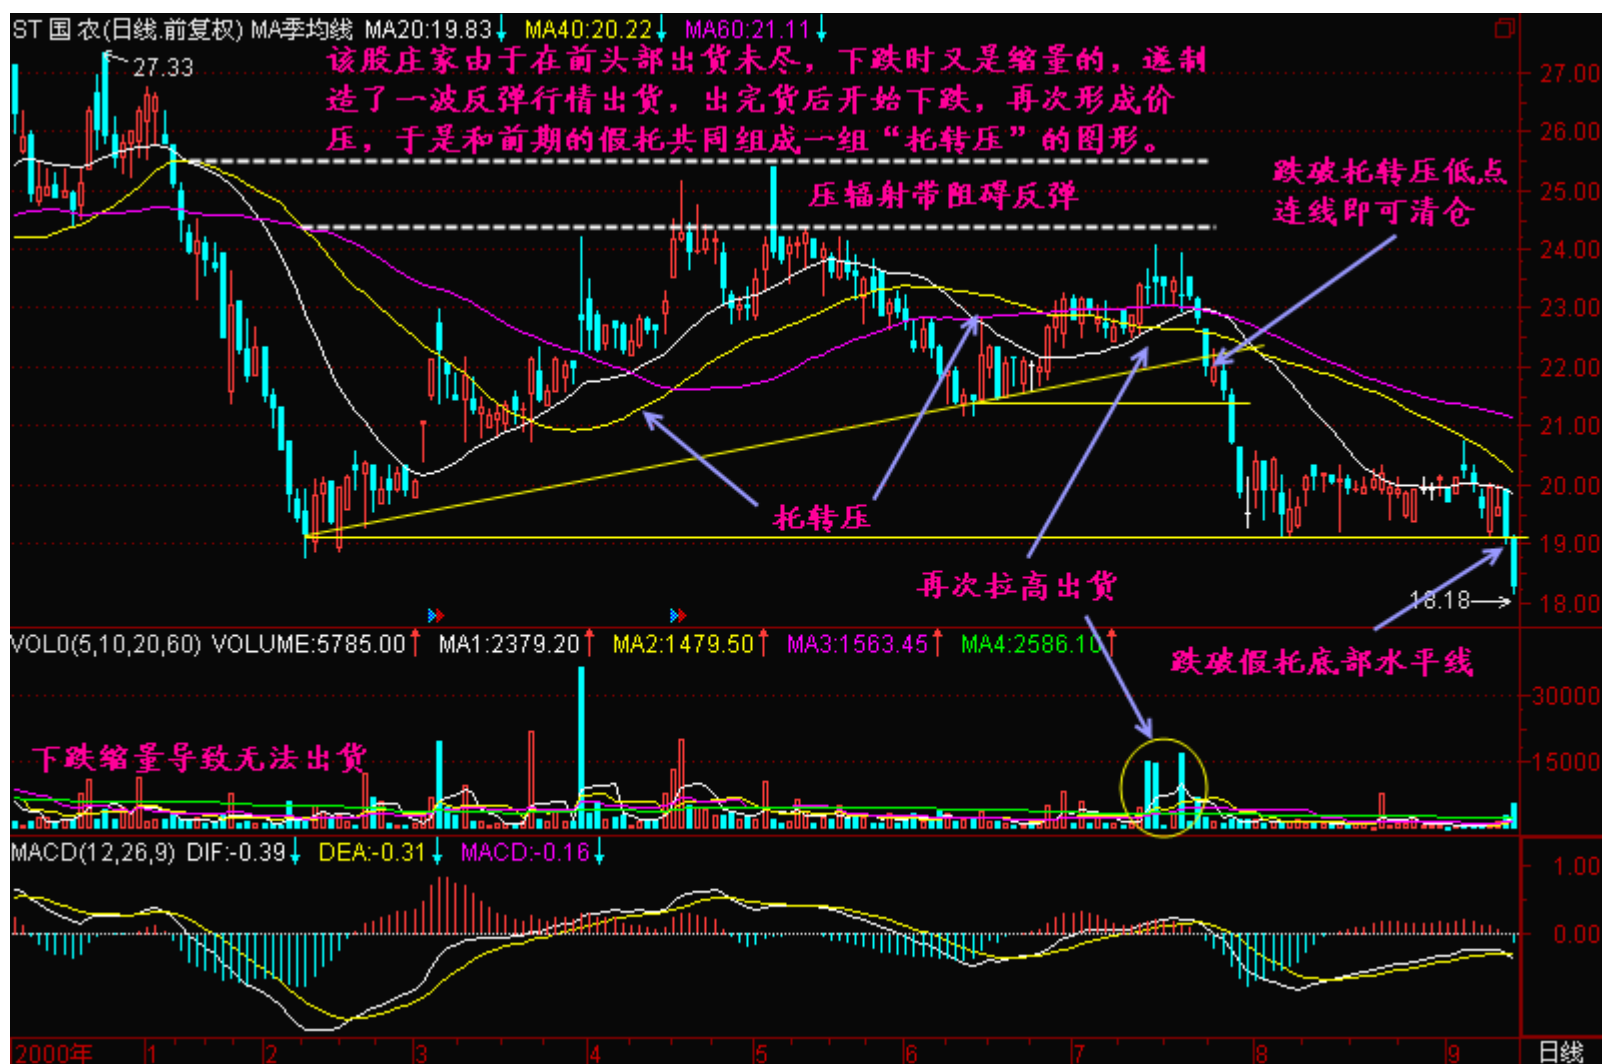 ST 国 农(日线.前复权) MA季均线 MA20:19.83↓ MA40:20.22↓ MA60:21.11↓
27.33
该股庄家由于在前头部出货未尽，下跌时又是缩量的，遂制
造了一波反弹行情出货，出完货后开始下跌，再次形成价
压，于是和前期的假托共同组成一组“托转压”的图形。
27.00
26.00
压辐射带阻碍反弹
跌破托转压低点
连线即可清仓
25.00
24.00
23.00
22.00
21.00
20.00
托转压
19.00
再次拉高出货
18.18
18.00
VOL0(5,10,20,60) VOLUME:5785.00↑ MA1:2379.20↑ MA2:1479.50↑ MA3:1563.45↑ MA4:2586.10↑
跌破假托底部水平线
30000
下跌缩量导致无法出货
15000
MACD(12,26,9) DIF:-0.39↓ DEA:-0.31↓ MACD:-0.16↓
1.00
0.00
2000年 1 2 3 4 5 6 7 8 9 日线